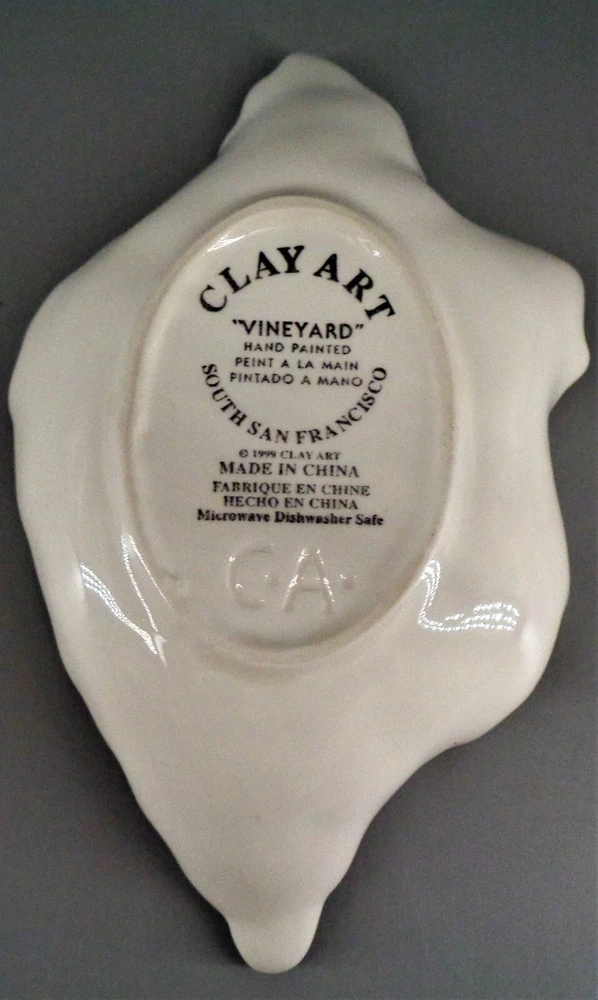 CLAY ART
"VINEYARD"
HAND PAINTED
PEINT A LA MAIN
PINTADO A MANO
SOUTH SAN FRANCISCO
© 1999 CLAY ART
MADE IN CHINA
FABRIQUE EN CHINE
HECHO EN CHINA
Microwave Dishwasher Safe
C·A·